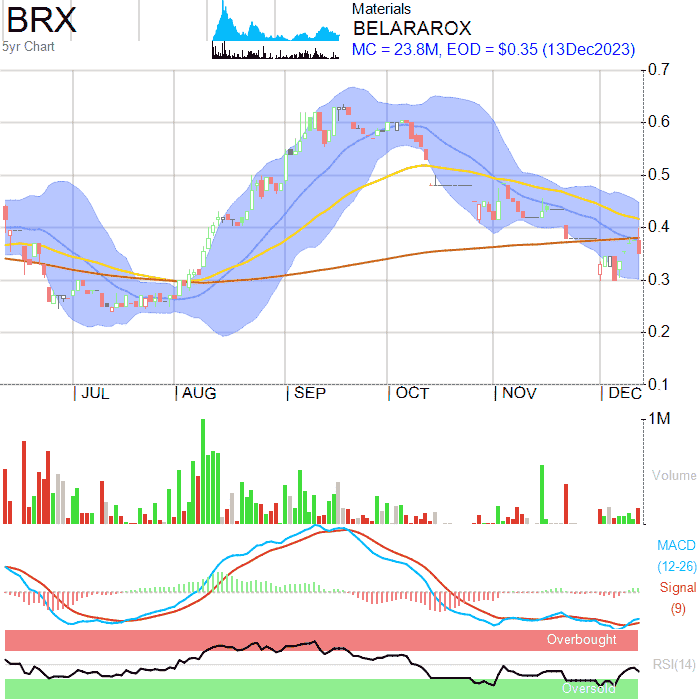 BRX
5yr Chart
Materials
BELARAROX
MC = 23.8M, EOD = $0.35 (13Dec2023)
0.7
0.6
0.5
0.4
0.3
0.2
0.1
JUL AUG SEP OCT NOV DEC
1M
Volume
MACD
(12-26)
Signal
(9)
Overbought
RSI(14)
Oversold